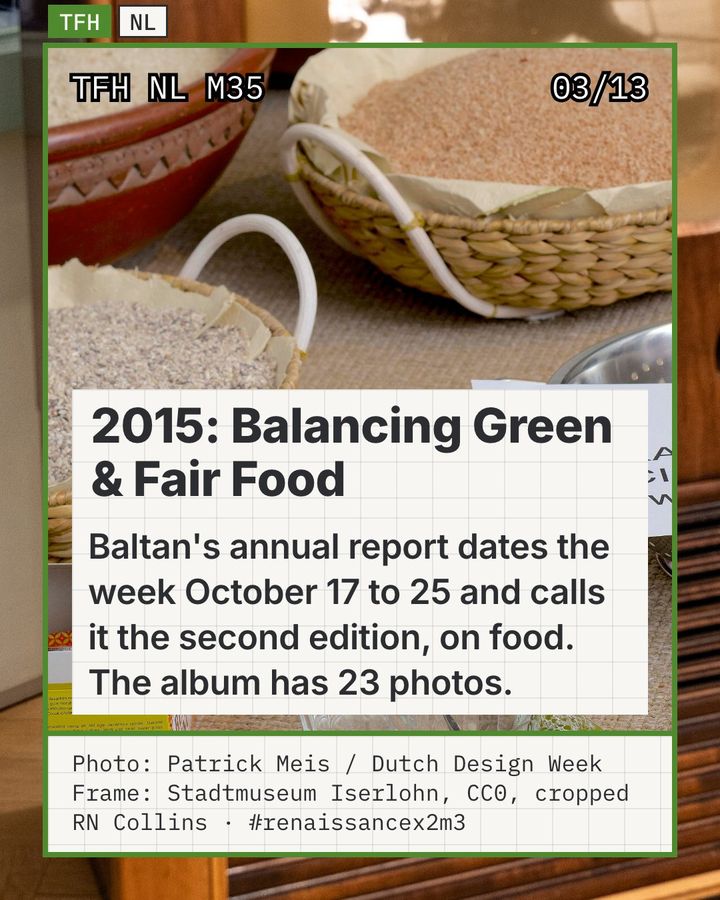 TFH NL
TFH NL M35 03/13
2015: Balancing Green
& Fair Food
Baltan's annual report dates the
week October 17 to 25 and calls
it the second edition, on food.
The album has 23 photos.
Photo: Patrick Meis / Dutch Design Week
Frame: Stadtmuseum Iserlohn, CC0, cropped
RN Collins · #renaissancex2m3